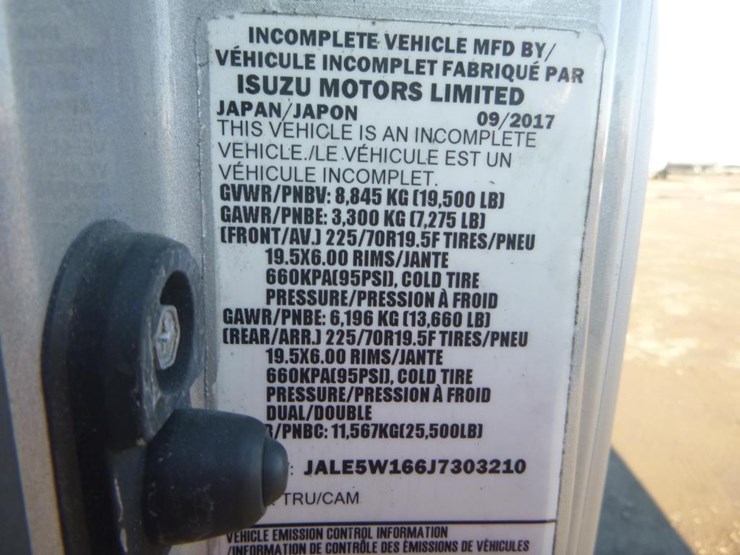 INCOMPLETE VEHICLE MFD BY/
VÉHICULE INCOMPLET FABRIQUÉ PAR
ISUZU MOTORS LIMITED
JAPAN/JAPON 09/2017
THIS VEHICLE IS AN INCOMPLETE
VEHICLE./LE VÉHICULE EST UN
VÉHICULE INCOMPLET.
GVWR/PNBV: 8,845 KG (19,500 LB)
GAWR/PNBE: 3,300 KG (7,275 LB)
(FRONT/AV.) 225/70R19.5F TIRES/PNEU
19.5X6.00 RIMS/JANTE
660KPA(95PSI), COLD TIRE
PRESSURE/PRESSION À FROID
GAWR/PNBE: 6,196 KG (13,660 LB)
(REAR/ARR.) 225/70R19.5F TIRES/PNEU
19.5X6.00 RIMS/JANTE
660KPA(95PSI), COLD TIRE
PRESSURE/PRESSION À FROID
DUAL/DOUBLE
/PNBC: 11,567KG(25,500LB)
: JALE5W166J7303210
TRU/CAM
VEHICLE EMISSION CONTROL INFORMATION
/INFORMATION DE CONTRÔLE DES ÉMISSIONS DE VÉHICULES